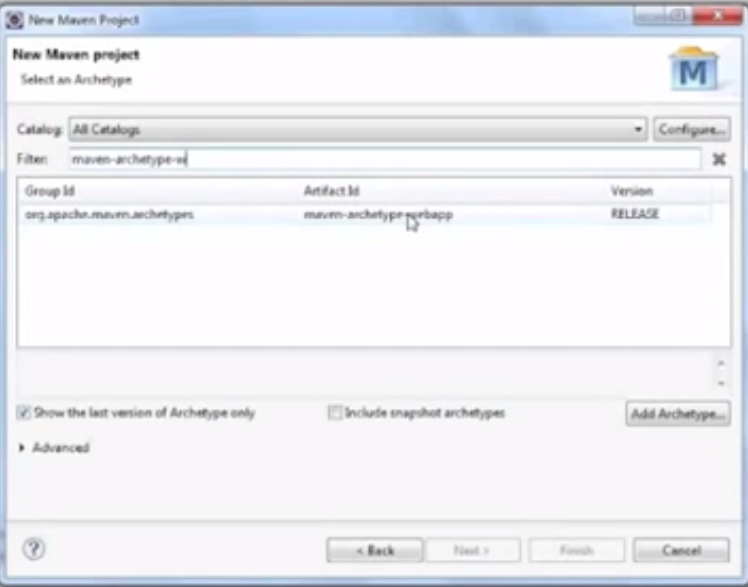 New Maven Project
New Maven project
Select an Archetype
M
Catalog: All Catalogs Configure...
Filter: maven-archetype-w
Group Id Artifact Id Version
org.apache.maven.archetypes maven-archetype-webapp RELEASE
Show the last version of Archetype only Include snapshot archetypes Add Archetype...
Advanced
? < Back Next > Finish Cancel